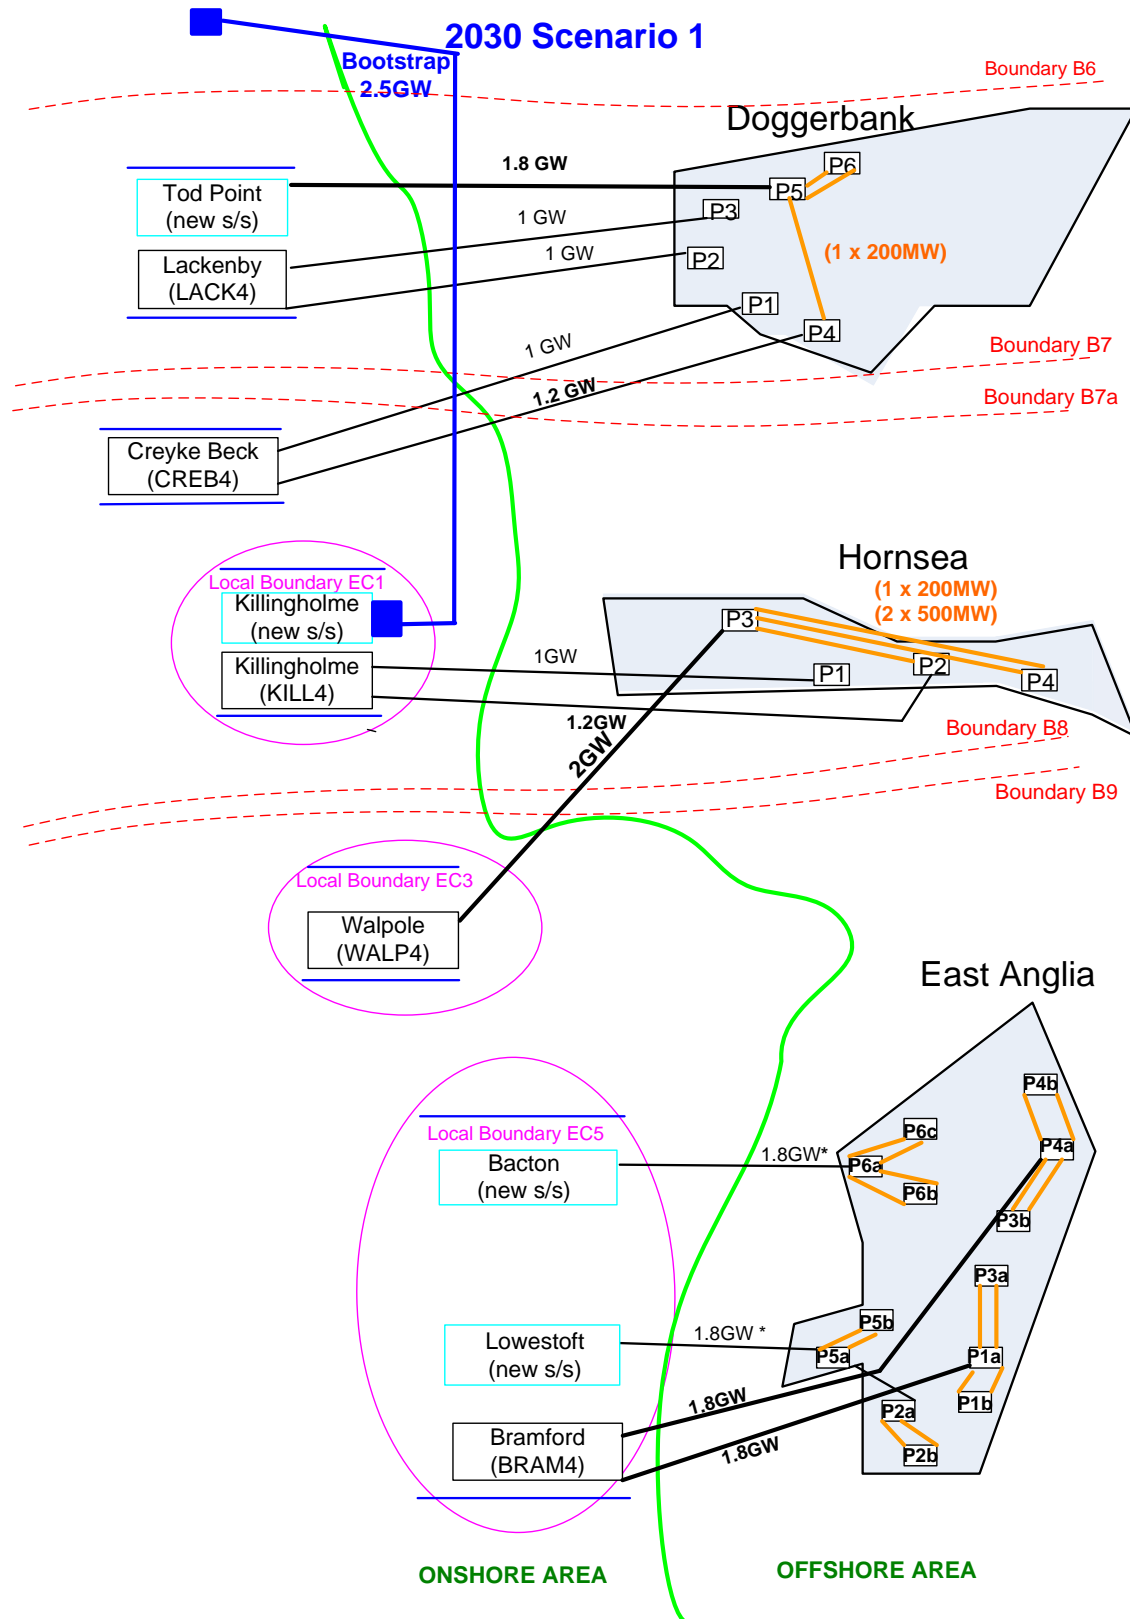 2030 Scenario 1
Bootstrap
2.5GW
Boundary B6
Doggerbank
1.8 GW
P6
P5
Tod Point
(new s/s)
P3
1 GW
(1 x 200MW)
1 GW
P2
Lackenby
(LACK4)
P1
P4
1 GW
Boundary B7
1.2 GW
Boundary B7a
Creyke Beck
(CREB4)
Hornsea
(1 x 200MW)
(2 x 500MW)
Local Boundary EC1
Killingholme
(new s/s)
P3
1GW
P2
P1
P4
Killingholme
(KILL4)
1.2GW
2GW
Boundary B8
Boundary B9
Local Boundary EC3
Walpole
(WALP4)
East Anglia
P4b
P6c
Local Boundary EC5
1.8GW*
P4a
Bacton
(new s/s)
P6a
P6b
P3b
P3a
P5b
1.8GW *
Lowestoft
(new s/s)
P5a
P1a
P1b
1.8GW
P2a
Bramford
(BRAM4)
1.8GW
P2b
ONSHORE AREA
OFFSHORE AREA